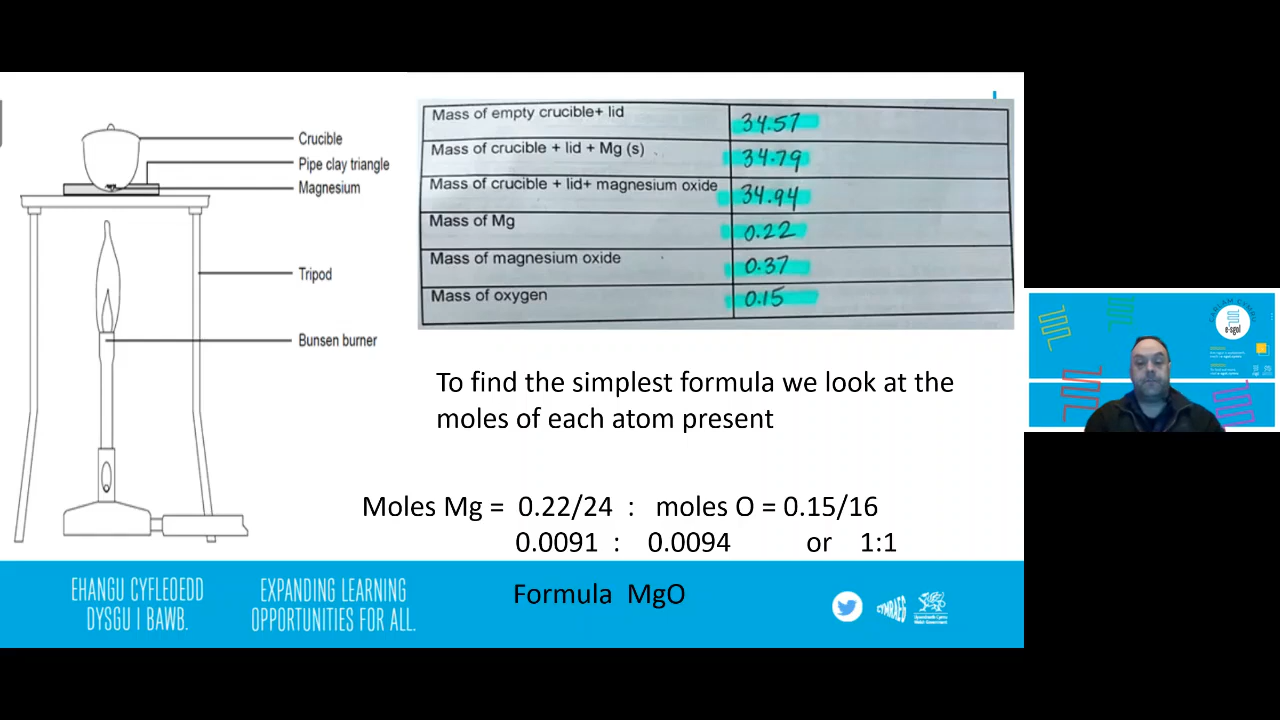 Crucible
Pipe clay triangle
Magnesium
Tripod
Bunsen burner
Mass of empty crucible+ lid 34.57
Mass of crucible + lid + Mg (s) 34.79
Mass of crucible + lid+ magnesium oxide 34.94
Mass of Mg 0.22
Mass of magnesium oxide 0.37
Mass of oxygen 0.15
To find the simplest formula we look at the
moles of each atom present
Moles Mg = 0.22/24 : moles O = 0.15/16
0.0091 : 0.0094 or 1:1
Formula MgO
EHANGU CYFLEOEDD
DYSGU I BAWB.
EXPANDING LEARNING
OPPORTUNITIES FOR ALL.
CYMRAEG
e-sgol